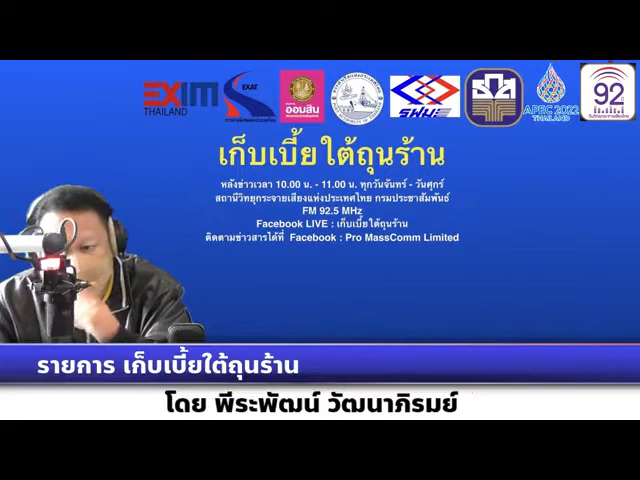 EXIM
THAILAND
EXAT
ออมสิน
รฟม
APEC 2022
THAILAND
92
เก็บเบี้ย ใต้ถุนร้าน
หลังข่าวเวลา 10.00 น. - 11.00 น. ทุกวันจันทร์ - วันศุกร์
สถานีวิทยุกระจายเสียงแห่งประเทศไทย กรมประชาสัมพันธ์
FM 92.5 MHz
Facebook LIVE : เก็บเบี้ย ใต้ถุนร้าน
ติดตามข่าวสารได้ที่ Facebook : Pro MassComm Limited
รายการ เก็บเบี้ยใต้ถุนร้าน
โดย พีระพัฒน์ วัฒนาภิรมย์